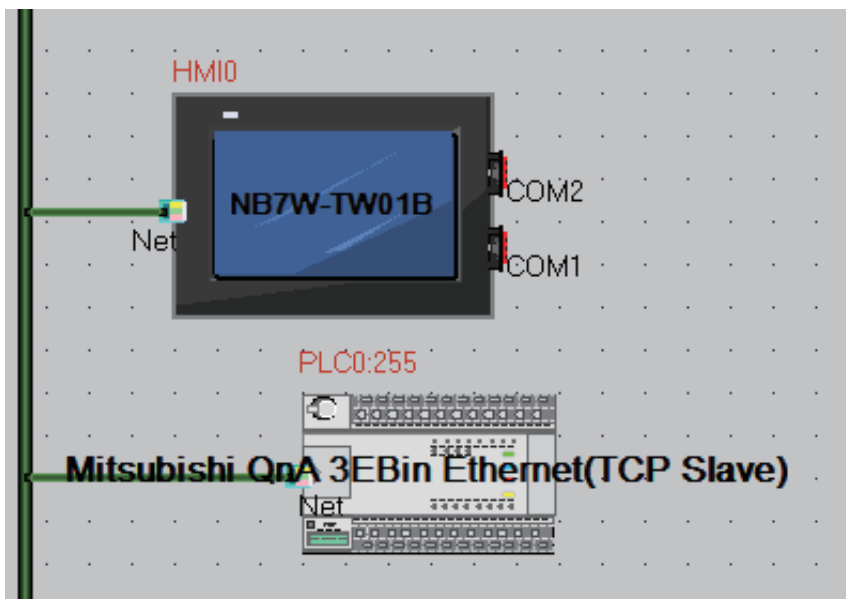 HMI0
NB7W-TW01B
COM2
Net
COM1
PLC0:255
Mitsubishi QnA 3EBin Ethernet(TCP Slave)
Net